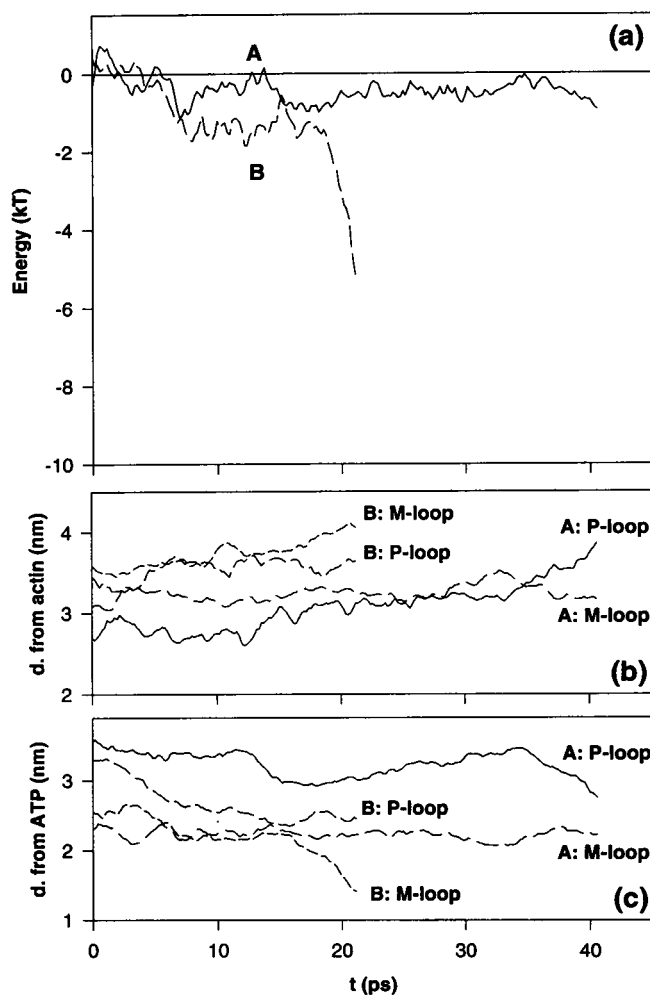 (a)
0
A
-2
B
-4
-6
-8
-10
Energy (kT)
4
B: M-loop
A: P-loop
B: P-loop
3
A: M-loop
2
(b)
d. from actin (nm)
A: P-loop
3
B: P-loop
2
A: M-loop
B: M-loop
1
(c)
d. from ATP (nm)
0 10 20 30 40
t (ps)